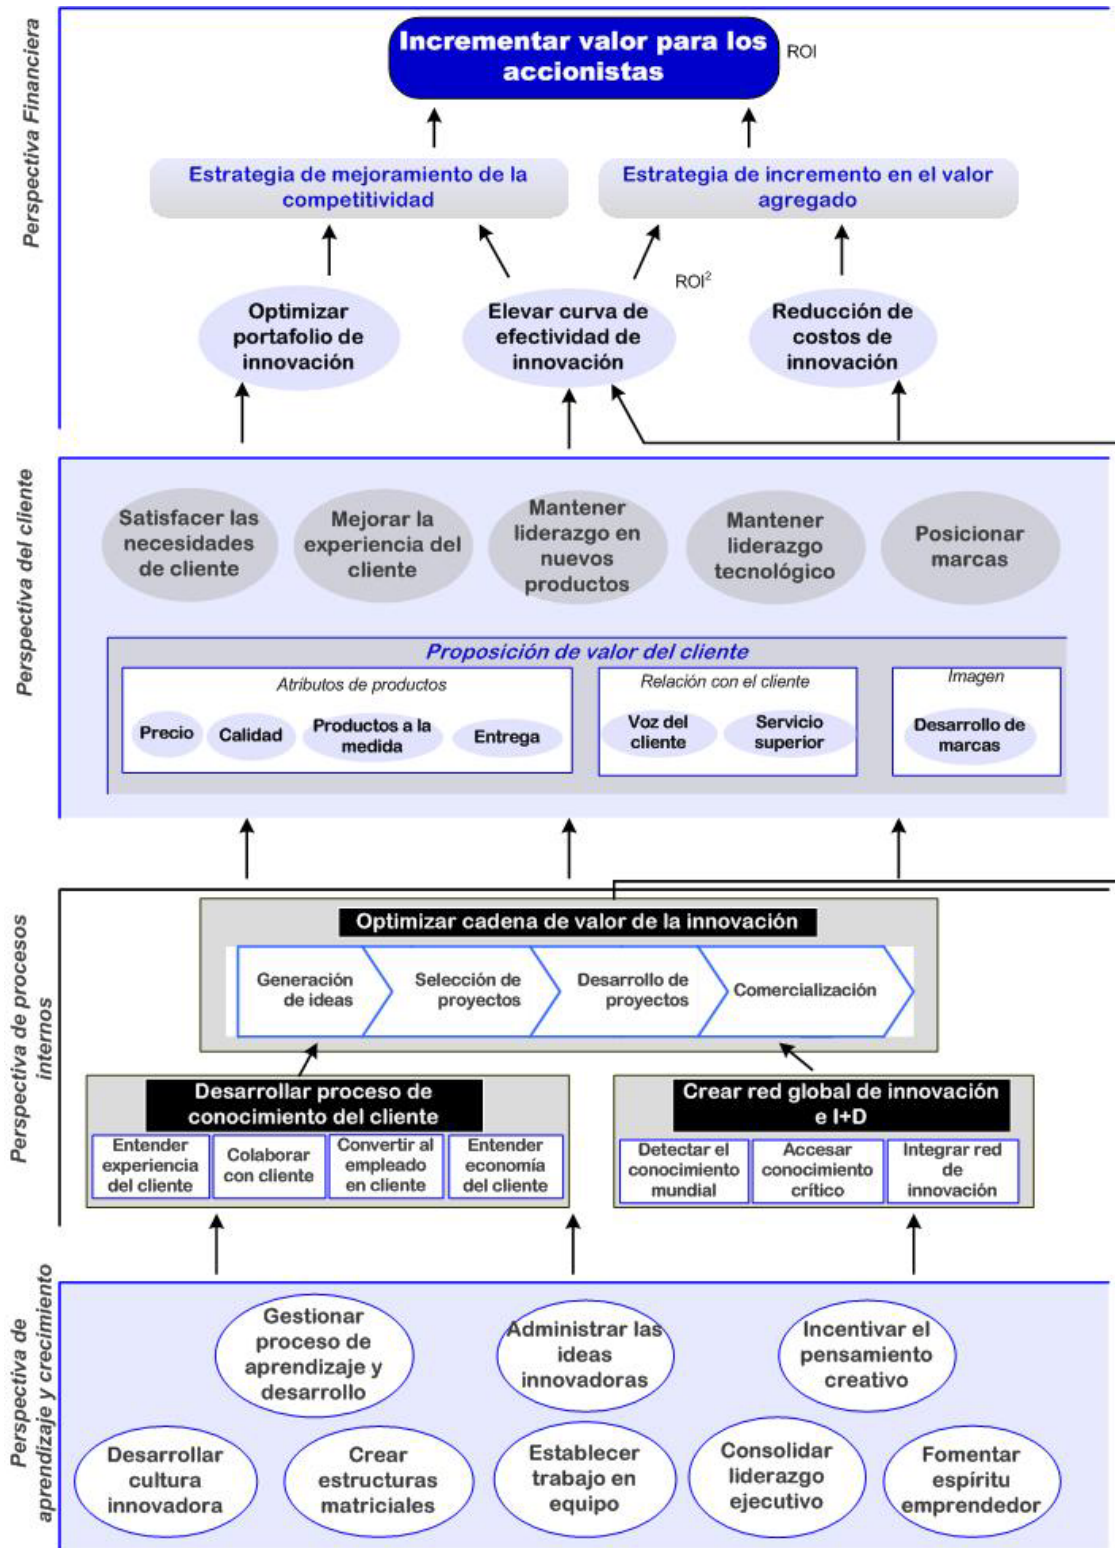 Perspectiva Financiera
Incrementar valor para los
accionistas
ROI
Estrategia de mejoramiento de la
competitividad
Estrategia de incremento en el valor
agregado
ROI²
Optimizar
portafolio de
innovación
Elevar curva de
efectividad de
innovación
Reducción de
costos de
innovación
Perspectiva del cliente
Satisfacer las
necesidades
de cliente
Mejorar la
experiencia del
cliente
Mantener
liderazgo en
nuevos
productos
Mantener
liderazgo
tecnológico
Posicionar
marcas
Proposición de valor del cliente
Atributos de productos
Precio
Calidad
Productos a la
medida
Entrega
Relación con el cliente
Voz del
cliente
Servicio
superior
Imagen
Desarrollo de
marcas
Perspectiva de procesos
internos
Optimizar cadena de valor de la innovación
Generación
de ideas
Selección de
proyectos
Desarrollo de
proyectos
Comercialización
Desarrollar proceso de
conocimiento del cliente
Entender
experiencia
del cliente
Colaborar
con cliente
Convertir al
empleado
en cliente
Entender
economía
del cliente
Crear red global de innovación
e I+D
Detectar el
conocimiento
mundial
Accesar
conocimiento
crítico
Integrar red
de
innovación
Perspectiva de
aprendizaje y crecimiento
Gestionar
proceso de
aprendizaje y
desarrollo
Administrar las
ideas
innovadoras
Incentivar el
pensamiento
creativo
Desarrollar
cultura
innovadora
Crear
estructuras
matriciales
Establecer
trabajo en
equipo
Consolidar
liderazgo
ejecutivo
Fomentar
espíritu
emprendedor